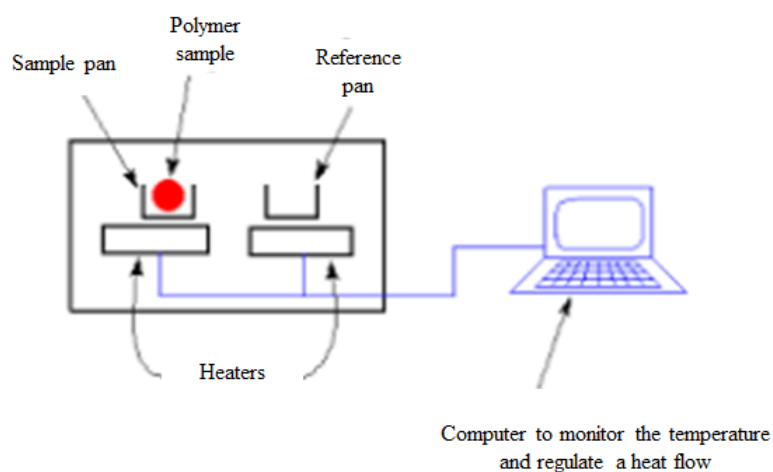 Polymer
sample
Sample pan
Reference
pan
Heaters
Computer to monitor the temperature
and regulate a heat flow